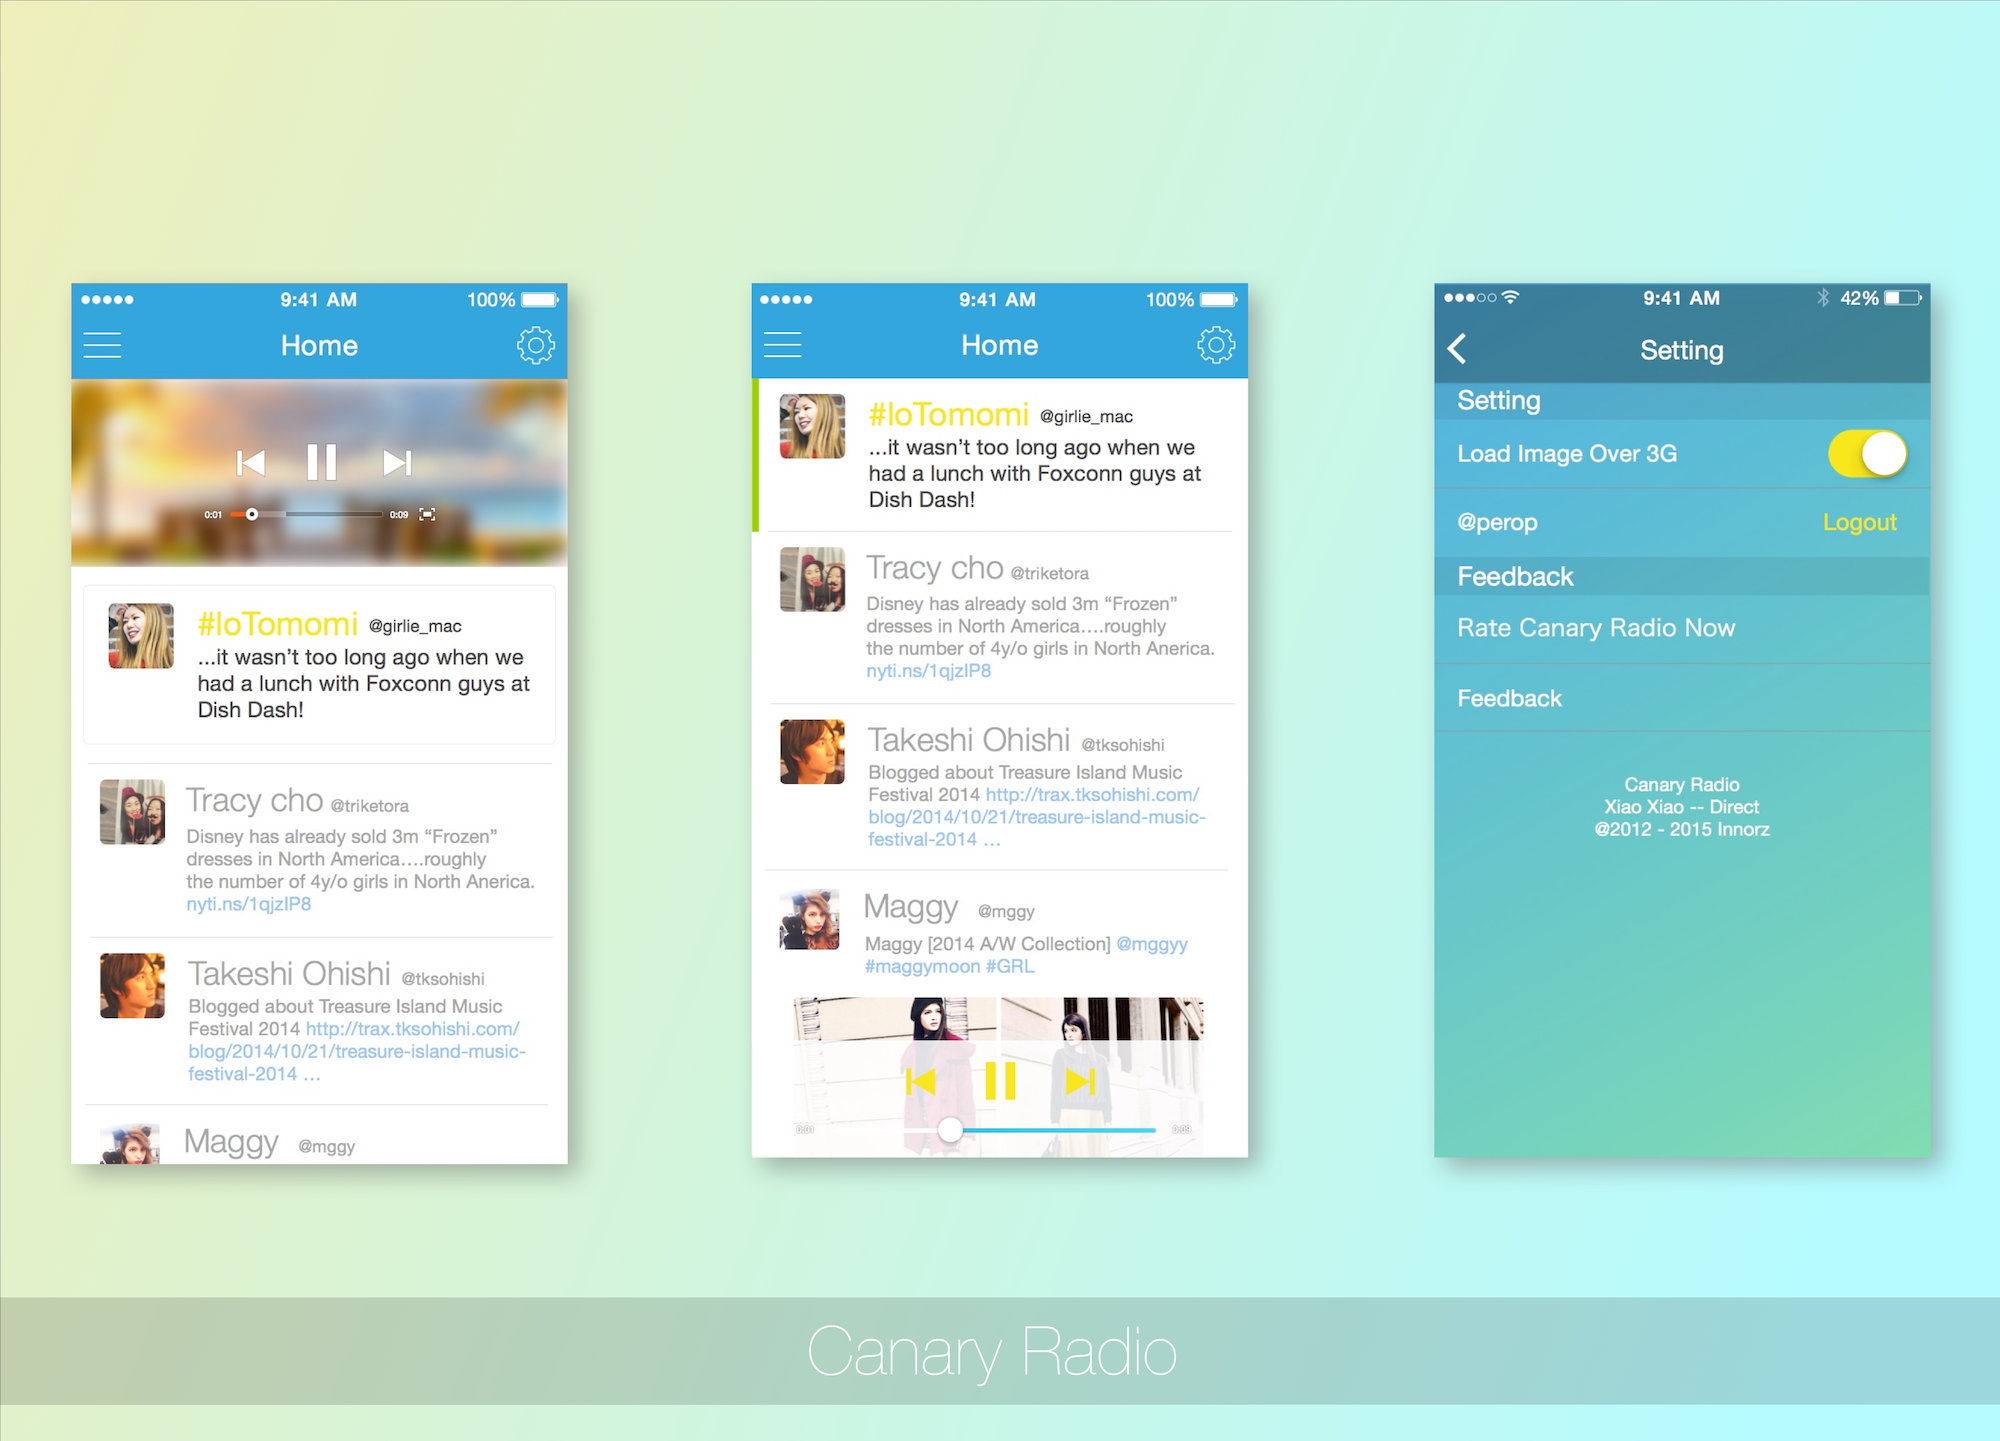 9:41 AM
100%
Home
0:01
0:09
#IoTomomi @girlie_mac
...it wasn’t too long ago when we
had a lunch with Foxconn guys at
Dish Dash!
Tracy cho @triketora
Disney has already sold 3m “Frozen”
dresses in North America....roughly
the number of 4y/o girls in North Anerica.
nyti.ns/1qjzIP8
Takeshi Ohishi @tksohishi
Blogged about Treasure Island Music
Festival 2014 http://trax.tksohishi.com/
blog/2014/10/21/treasure-island-music-
festival-2014 ...
Maggy @mggy
9:41 AM
100%
Home
#IoTomomi @girlie_mac
...it wasn’t too long ago when we
had a lunch with Foxconn guys at
Dish Dash!
Tracy cho @triketora
Disney has already sold 3m “Frozen”
dresses in North America....roughly
the number of 4y/o girls in North Anerica.
nyti.ns/1qjzIP8
Takeshi Ohishi @tksohishi
Blogged about Treasure Island Music
Festival 2014 http://trax.tksohishi.com/
blog/2014/10/21/treasure-island-music-
festival-2014 ...
Maggy @mggy
Maggy [2014 A/W Collection] @mggyy
#maggymoon #GRL
0:01
0:09
9:41 AM
42%
Setting
Setting
Load Image Over 3G
@perop
Logout
Feedback
Rate Canary Radio Now
Feedback
Canary Radio
Xiao Xiao -- Direct
@2012 - 2015 Innorz
Canary Radio